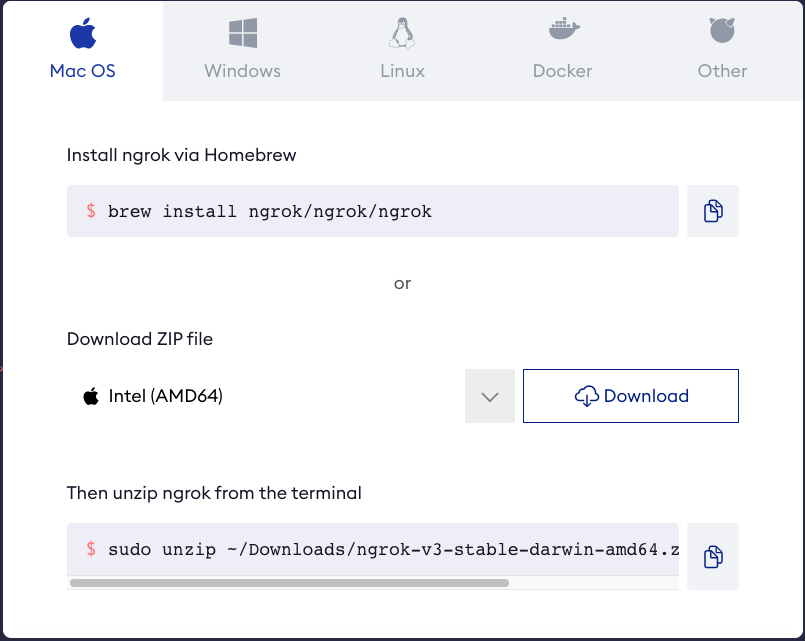 Mac OS
Windows
Linux
Docker
Other
Install ngrok via Homebrew
$ brew install ngrok/ngrok/ngrok
or
Download ZIP file
Intel (AMD64)
Download
Then unzip ngrok from the terminal
$ sudo unzip ~/Downloads/ngrok-v3-stable-darwin-amd64.z